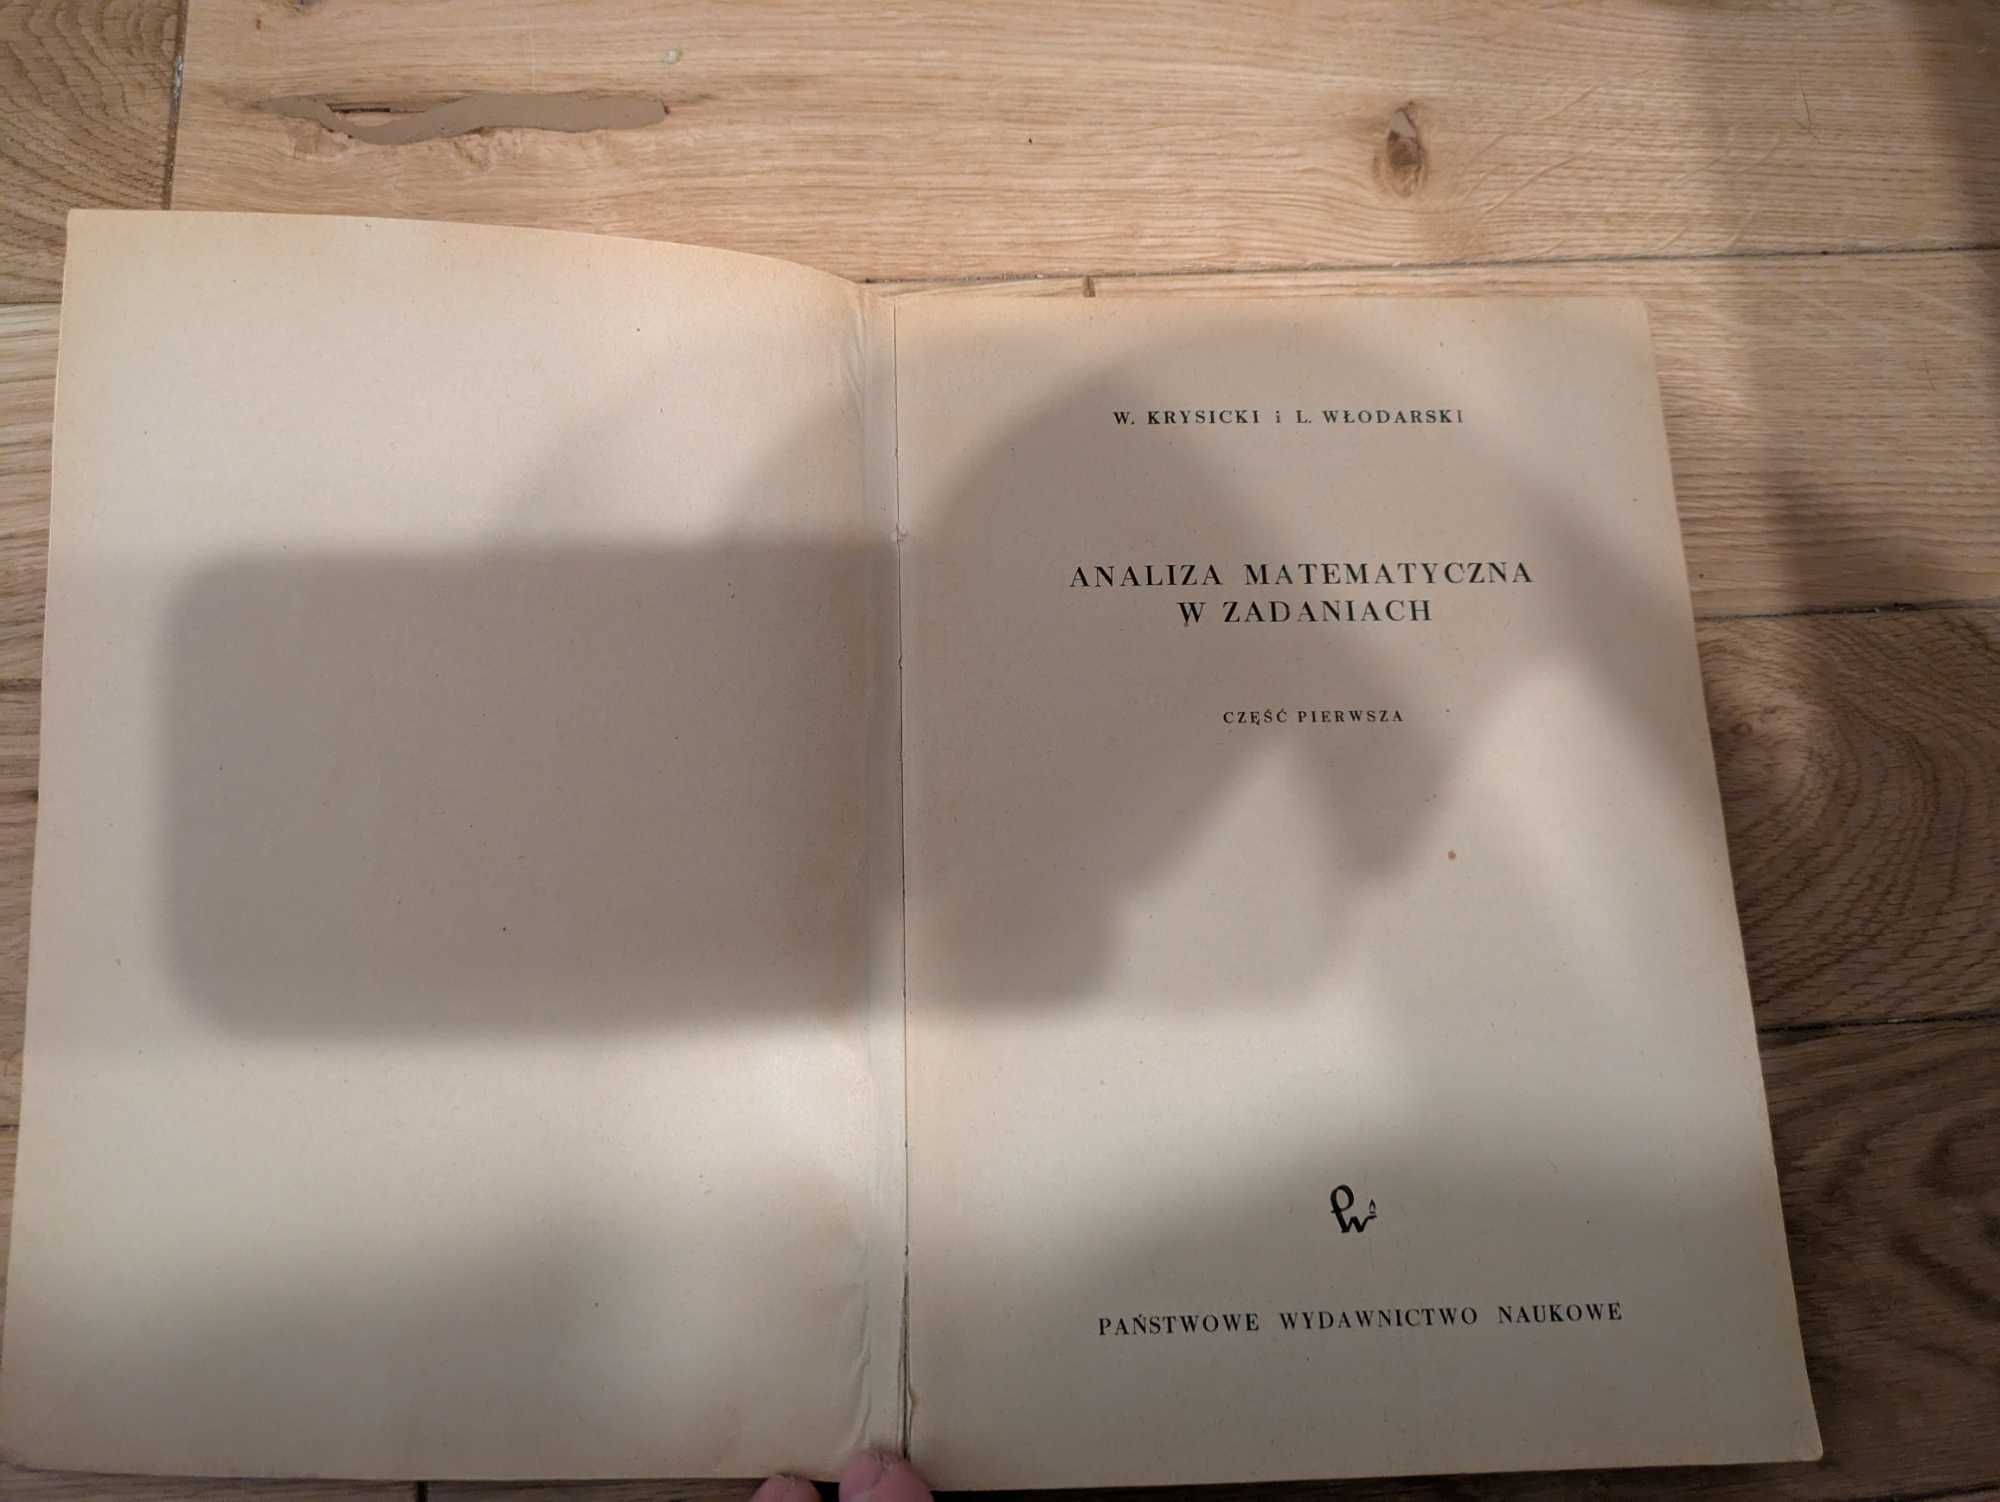 W. KRYSICKI i L. WŁODARSKI
ANALIZA MATEMATYCZNA
W ZADANIACH
CZĘŚĆ PIERWSZA
PAŃSTWOWE WYDAWNICTWO NAUKOWE